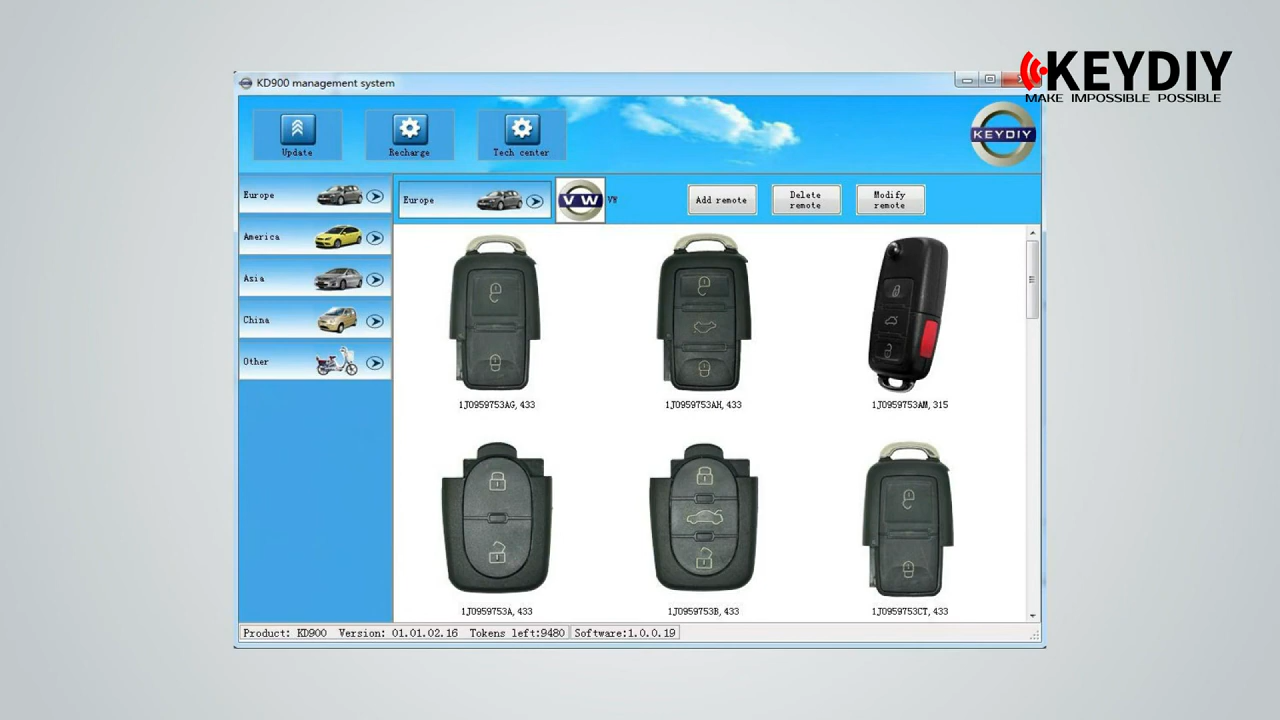 KEYDIY
MAKE IMPOSSIBLE POSSIBLE
KD900 management system
Update
Recharge
Tech center
KEYDIY
Europe
America
Asia
China
Other
Europe
VW
VW
Add remote
Delete
remote
Modify
remote
1J0959753AG, 433
1J0959753AH, 433
1J0959753AM, 315
1J0959753A, 433
1J0959753B, 433
1J0959753CT, 433
Product: KD900 Version: 01.01.02.16 Tokens left:9480 Software:1.0.0.19